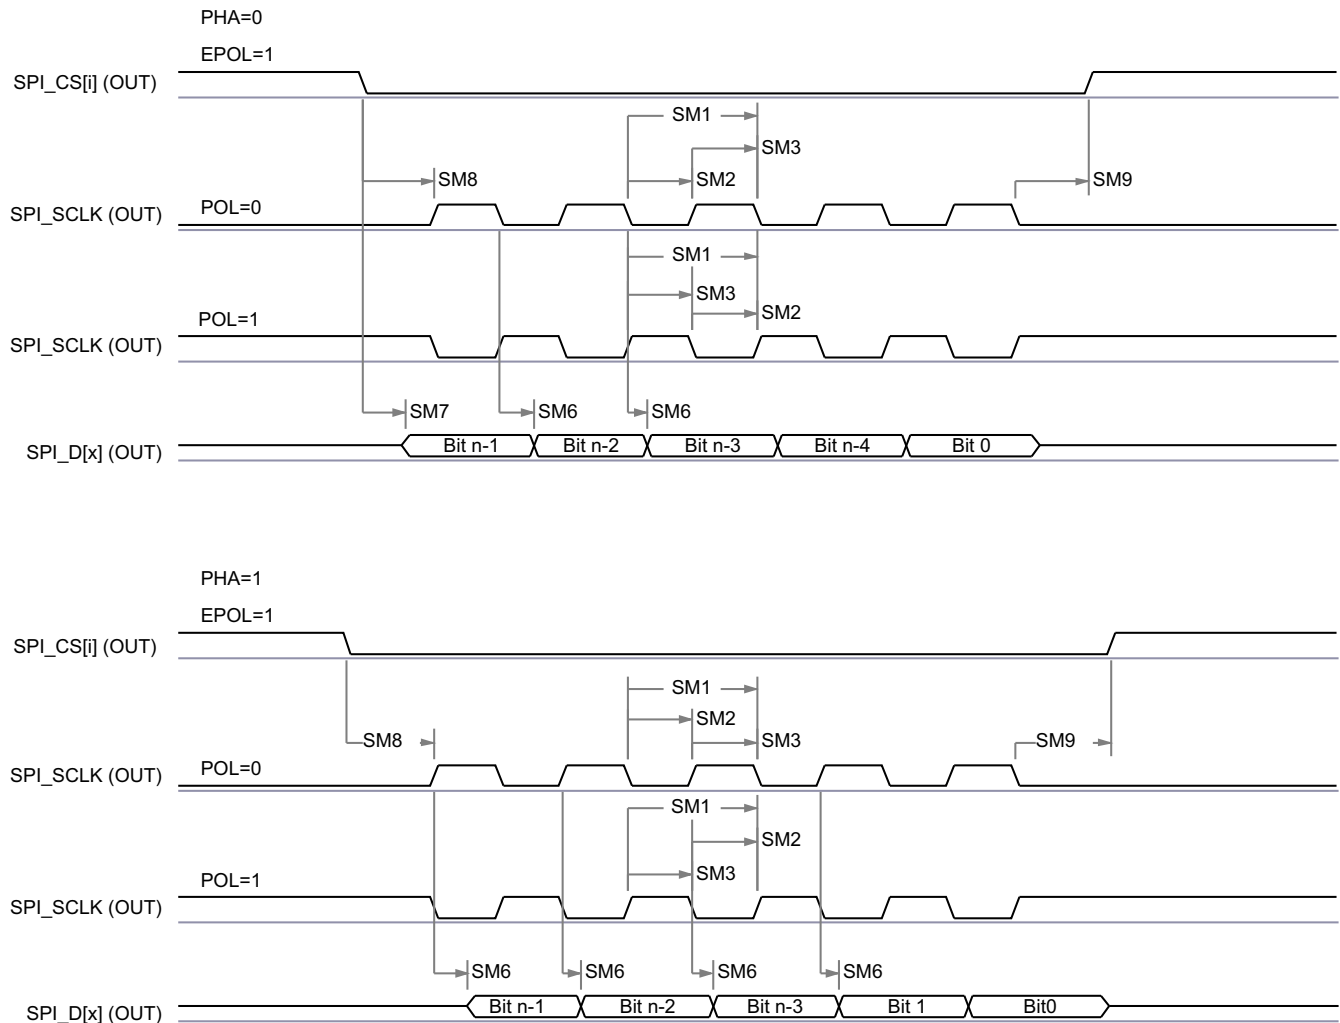 PHA=0
EPOL=1
SPI_CS[i] (OUT)
SM1
SM3
SM8
SM2
SM9
SPI_SCLK (OUT)
POL=0
SM1
SM3
SM2
POL=1
SPI_SCLK (OUT)
SM7
SM6
SM6
SPI_D[x] (OUT)
Bit n-1
Bit n-2
Bit n-3
Bit n-4
Bit 0
PHA=1
EPOL=1
SPI_CS[i] (OUT)
SM1
SM2
SM8
SM3
SM9
SPI_SCLK (OUT)
POL=0
SM1
SM2
SM3
POL=1
SPI_SCLK (OUT)
SM6
SM6
SM6
SM6
SPI_D[x] (OUT)
Bit n-1
Bit n-2
Bit n-3
Bit 1
Bit0